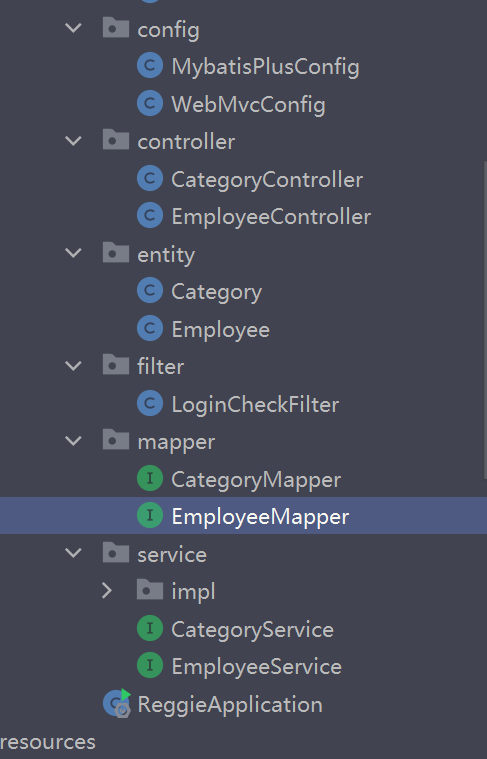 config
C MybatisPlusConfig
C WebMvcConfig
controller
C CategoryController
C EmployeeController
entity
C Category
C Employee
filter
C LoginCheckFilter
mapper
I CategoryMapper
I EmployeeMapper
service
impl
I CategoryService
I EmployeeService
C ReggieApplication
resources